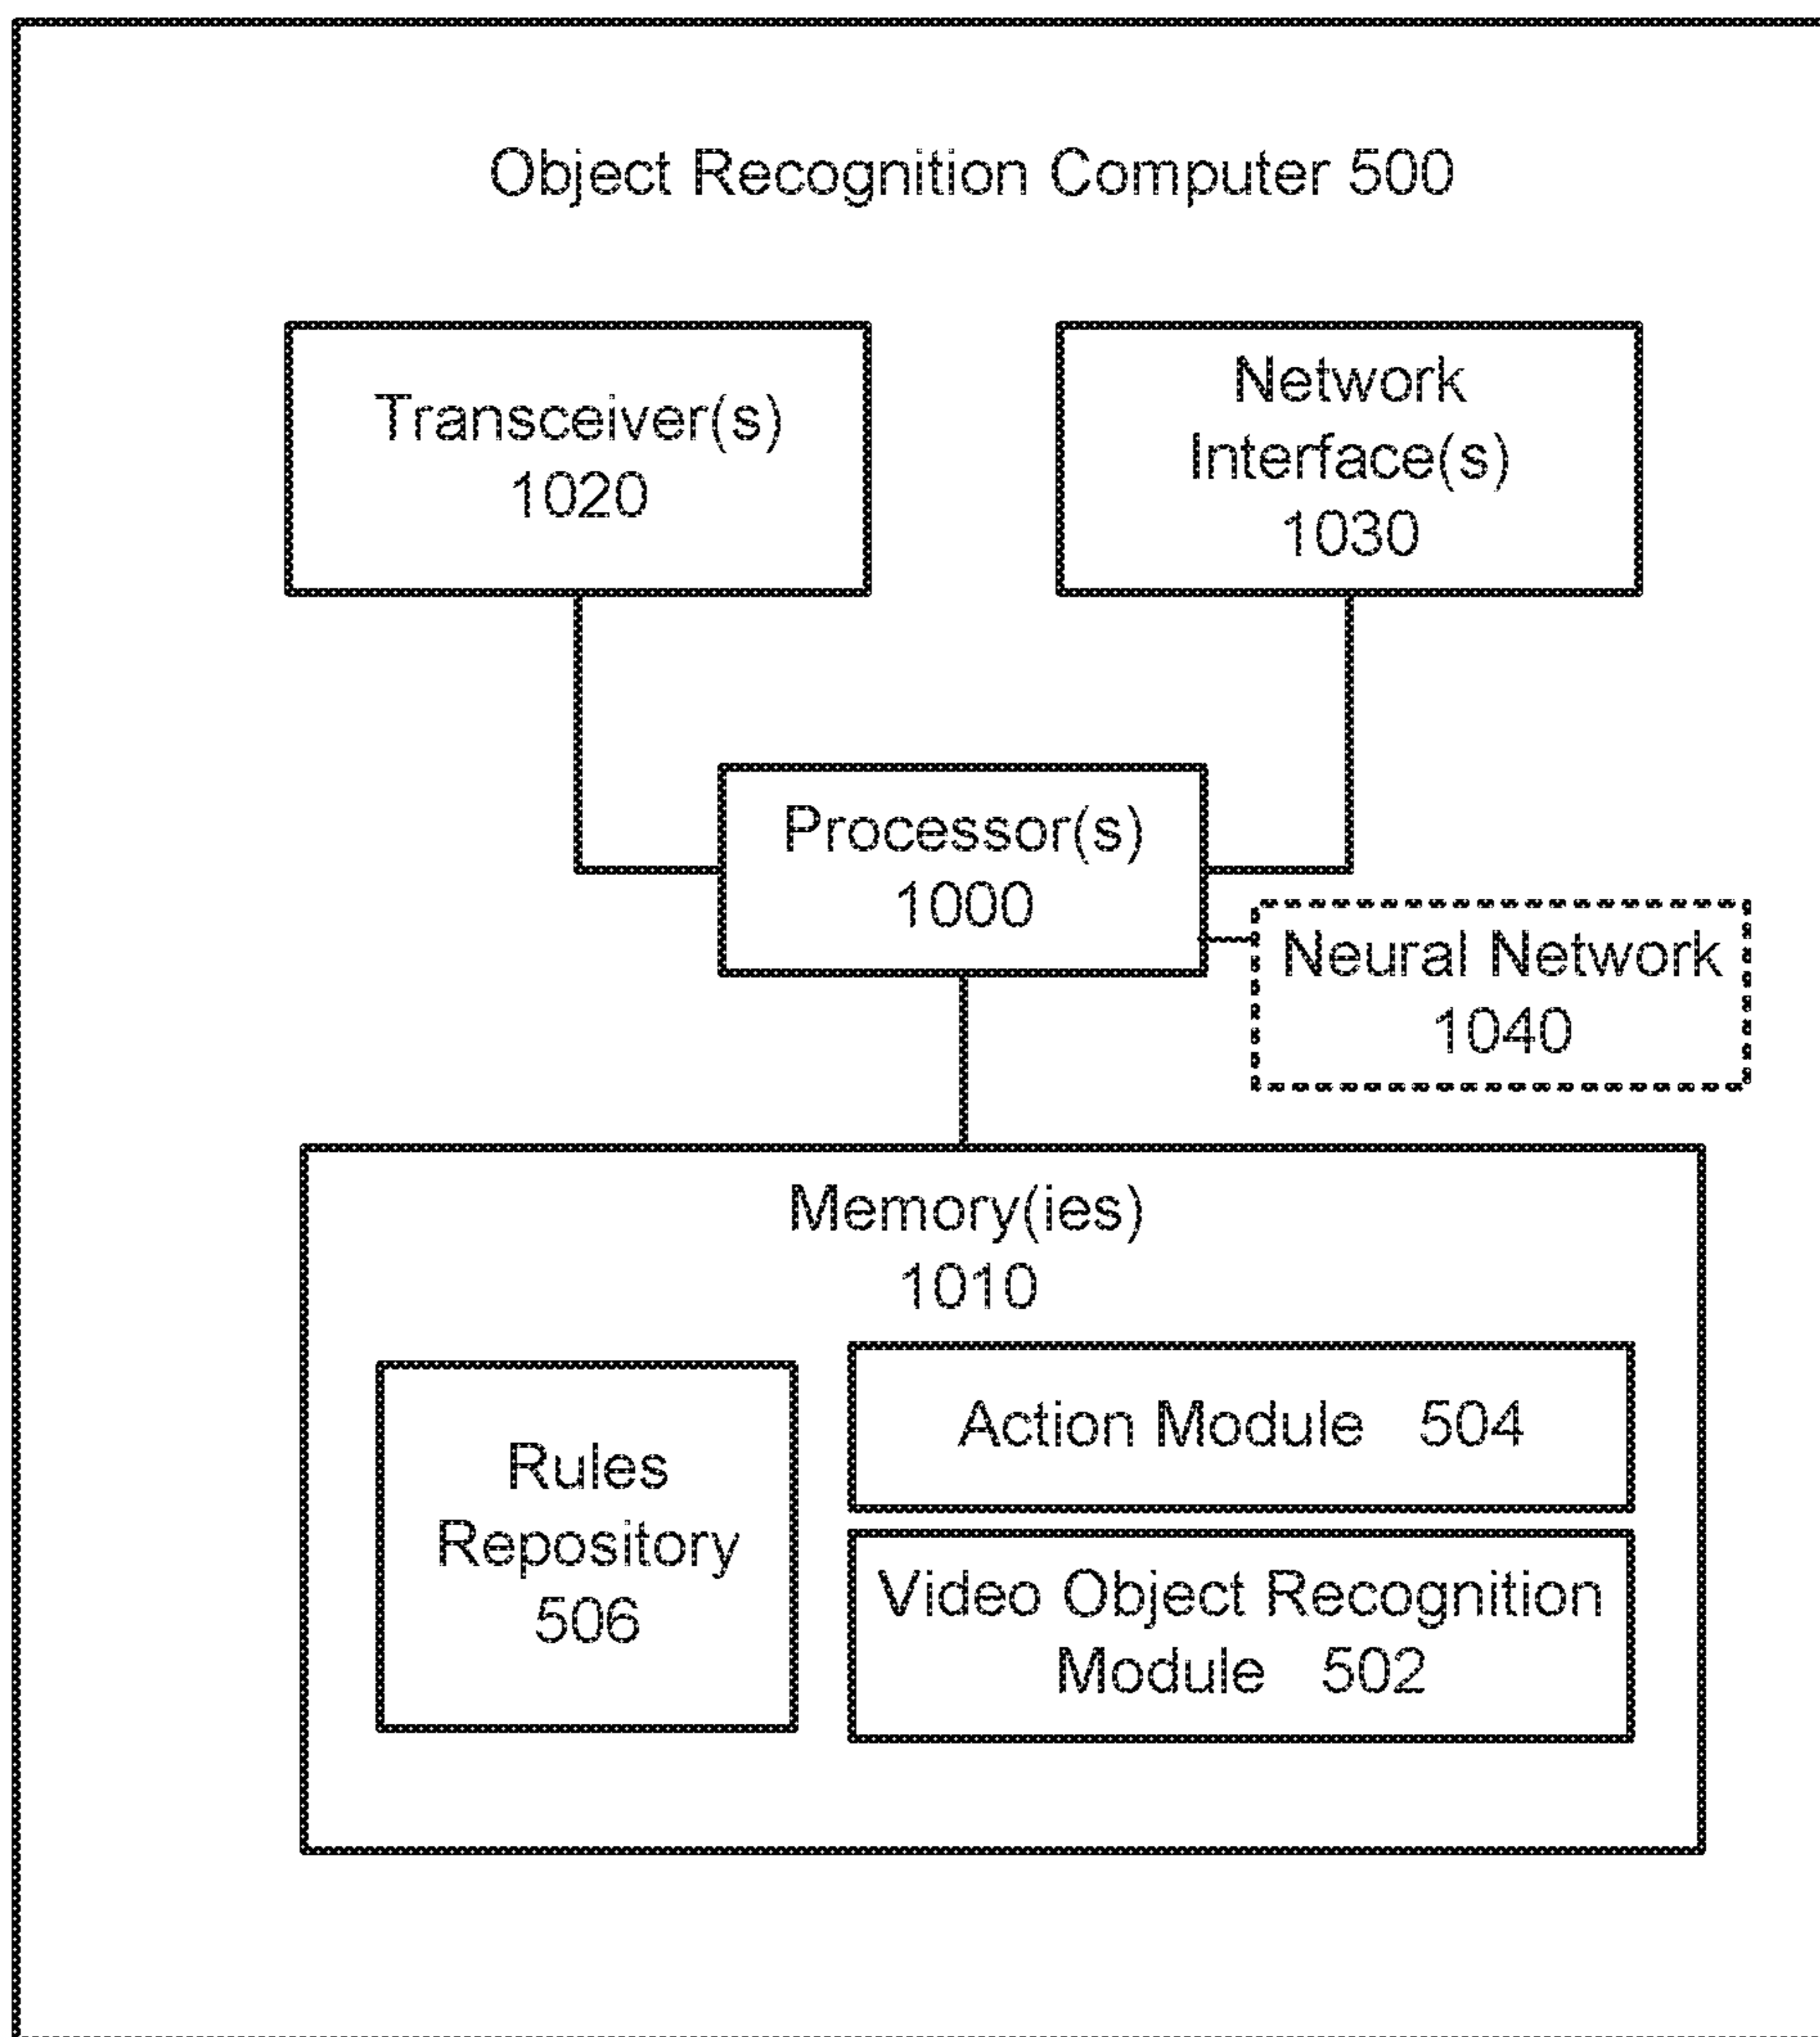 Object Recognition Computer 500
Transceiver(s)
1020
Network
Interface(s)
1030
Processor(s)
1000
Neural Network
1040
Memory(ies)
1010
Rules
Repository
506
Action Module 504
Video Object Recognition
Module 502